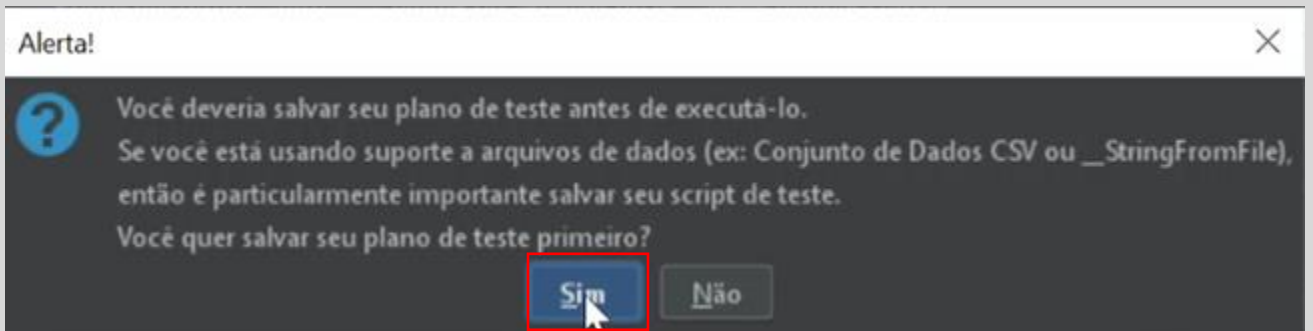 Alerta!
Você deveria salvar seu plano de teste antes de executá-lo.
Se você está usando suporte a arquivos de dados (ex: Conjunto de Dados CSV ou __StringFromFile),
então é particularmente importante salvar seu script de teste.
Você quer salvar seu plano de teste primeiro?
Sim Não